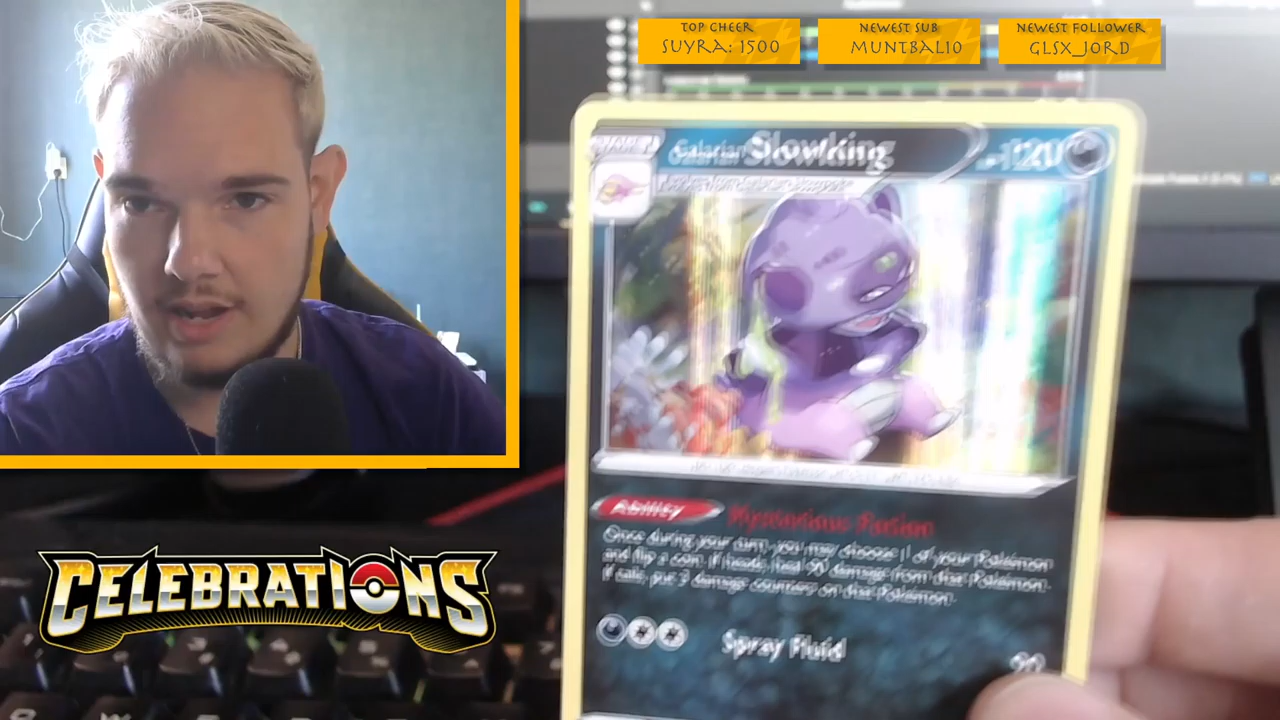 TOP CHEER
SUYRA: 1500
NEWEST SUB
MUNTBAL10
NEWEST FOLLOWER
GLSX_JORD
Galarian Slowking 120
Ability Mysterious Potion
Once during your turn, you may choose 1 of your Pokémon
and flip a coin. If heads, heal 90 damage from that Pokémon.
If tails, put 3 damage counters on that Pokémon.
Spray Fluid
90
CELEBRATIONS